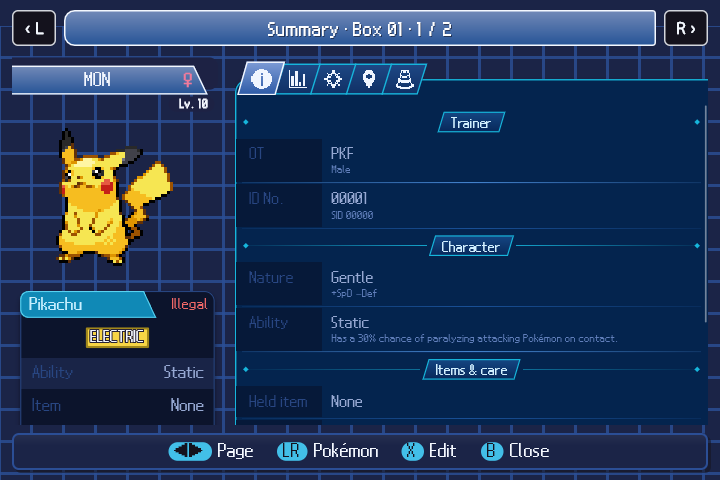 ‹ L
Summary · Box 01 · 1 / 2
R ›
MON ♀
Lv. 10
Trainer
OT PKF
Male
ID No. 00001
SID 00000
Character
Nature Gentle
+SpD -Def
Ability Static
Has a 30% chance of paralyzing attacking Pokémon on contact.
Items & care
Held item None
Pikachu Illegal
ELECTRIC
Ability Static
Item None
Page LR Pokémon X Edit B Close